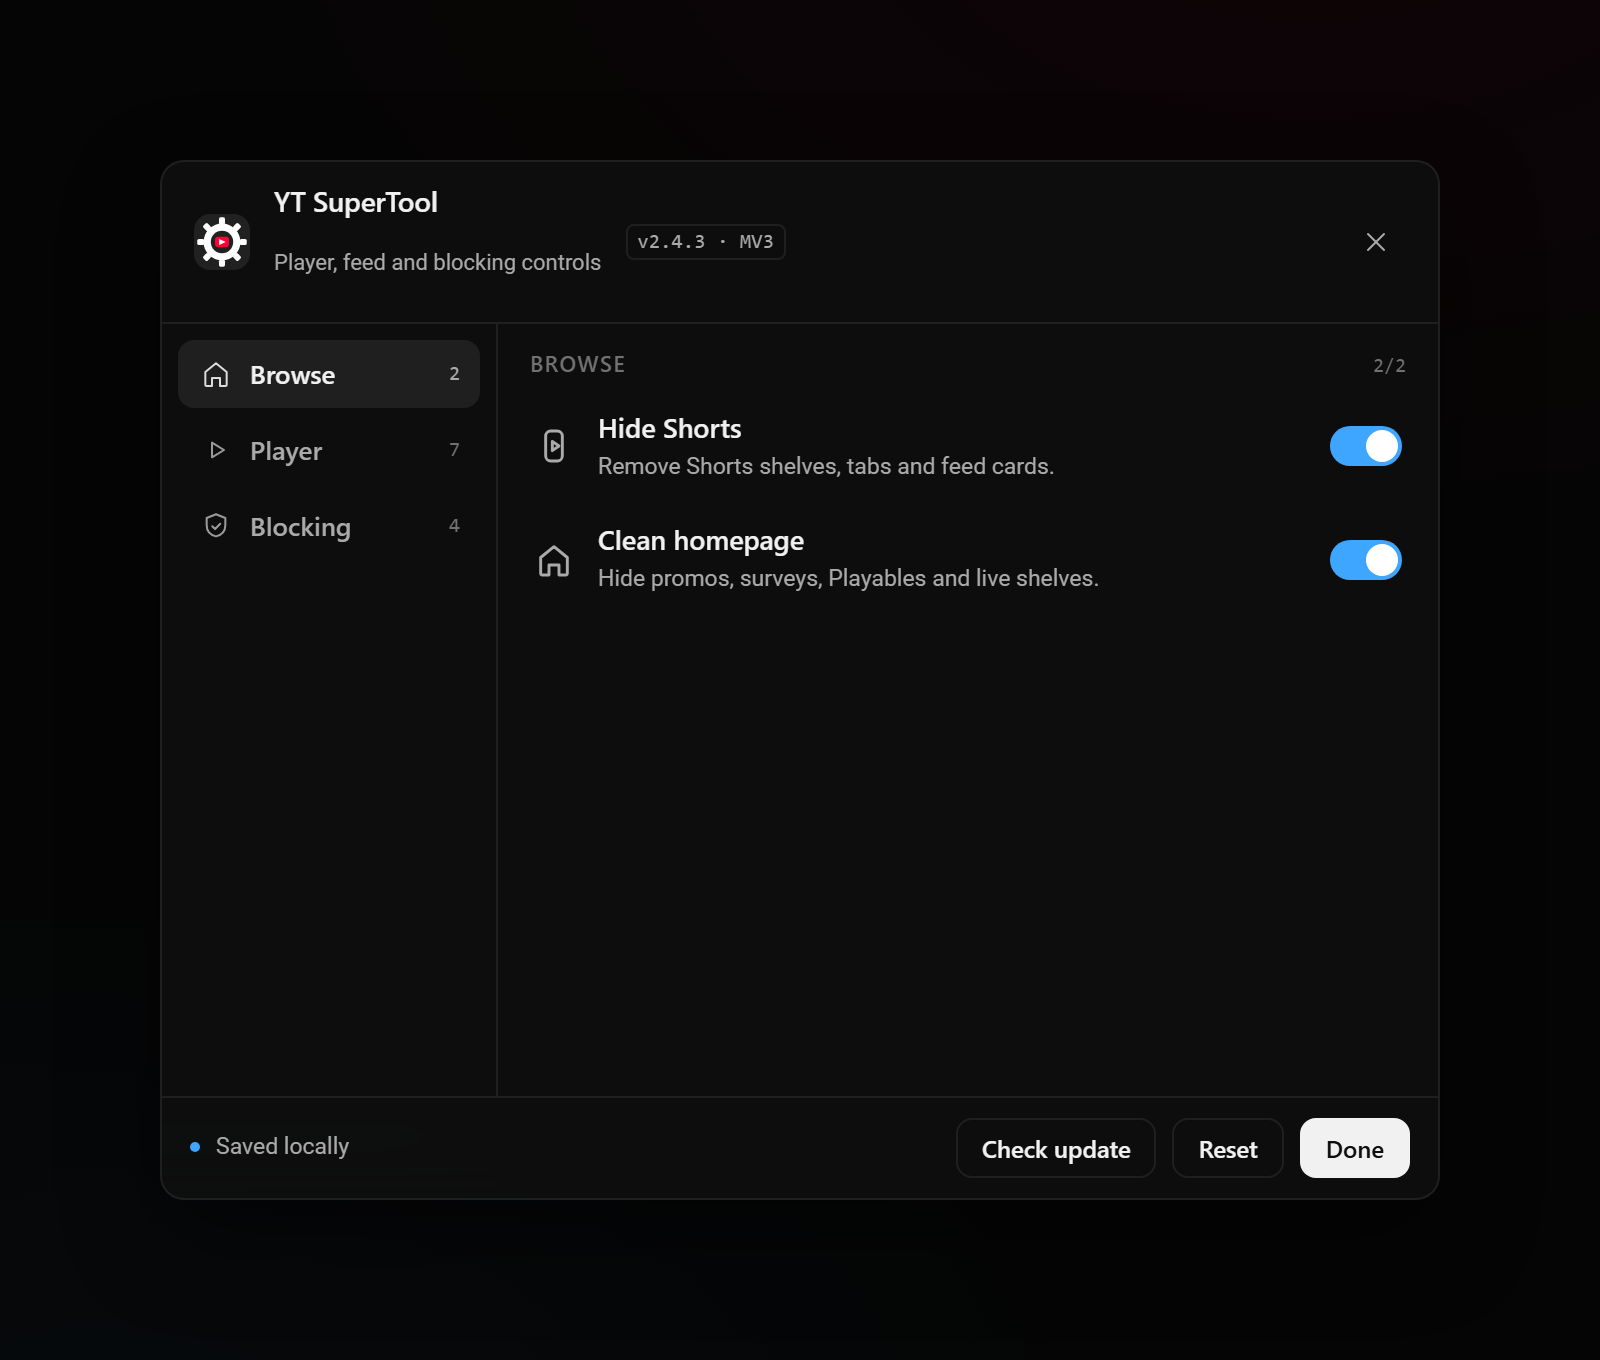 YT SuperTool
Player, feed and blocking controls
v2.4.3 · MV3
Browse 2
Player 7
Blocking 4
BROWSE 2/2
Hide Shorts
Remove Shorts shelves, tabs and feed cards.
Clean homepage
Hide promos, surveys, Playables and live shelves.
Saved locally
Check update
Reset
Done